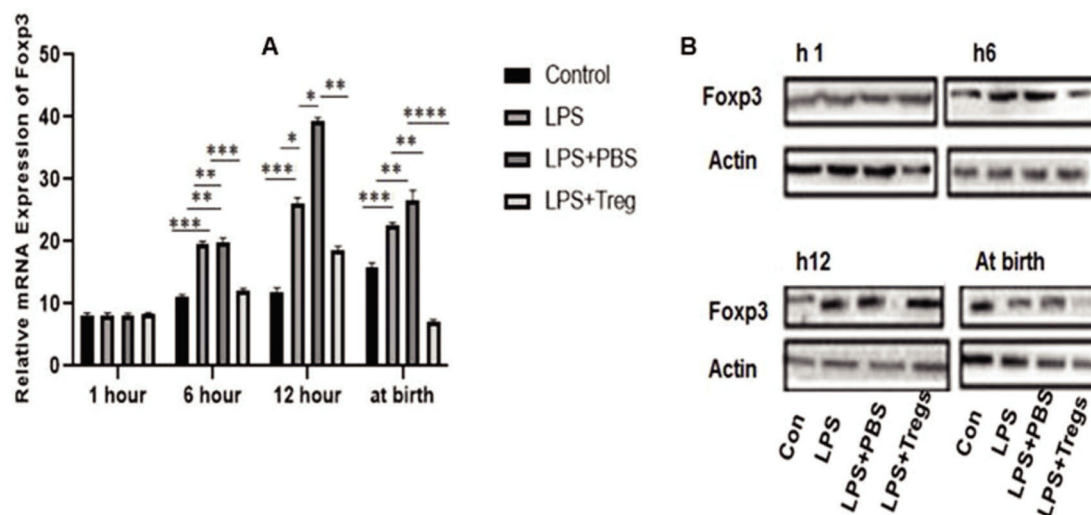 A
Relative mRNA Expression of Foxp3
50
40
30
20
10
0
*** ** ** ***
*** * * **
*** ** ** ****
1 hour 6 hour 12 hour at birth
Control
LPS
LPS+PBS
LPS+Treg
B
h 1 h6
Foxp3
Actin
h12 At birth
Foxp3
Actin
Con LPS LPS+PBS LPS+Tregs Con LPS LPS+PBS LPS+Tregs